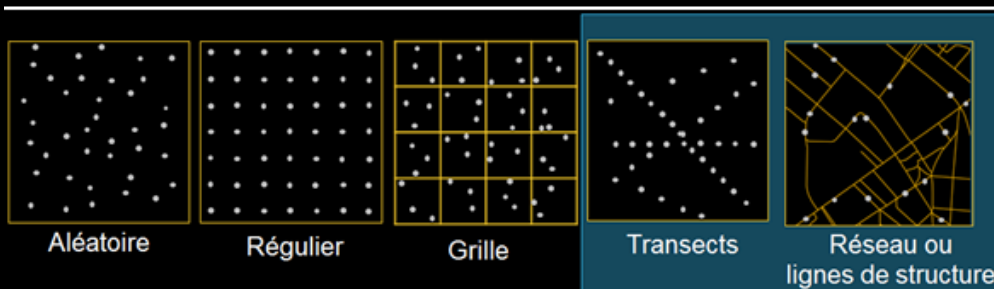 Aléatoire
Régulier
Grille
Transects
Réseau ou
lignes de structure